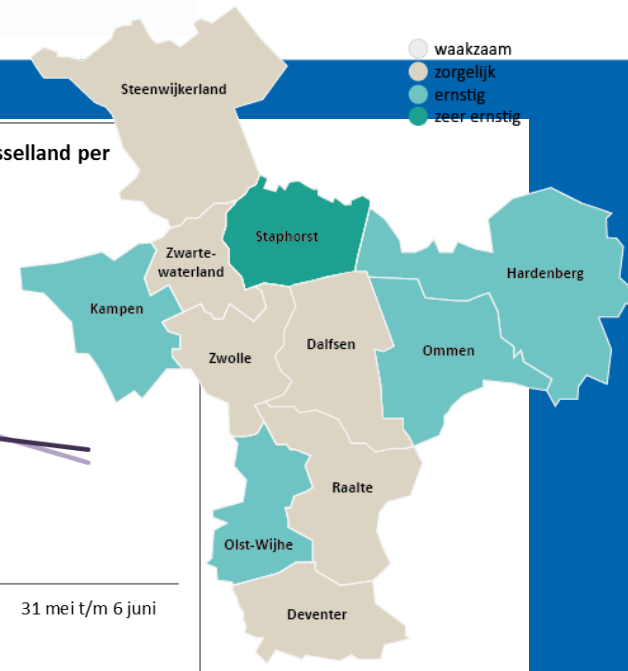 waakzaam
zorgelijk
ernstig
zeer ernstig
Steenwijkerland
sselland per
Staphorst
Zwarte-
waterland
Hardenberg
Kampen
Zwolle
Dalfsen
Ommen
Raalte
Olst-Wijhe
31 mei t/m 6 juni
Deventer